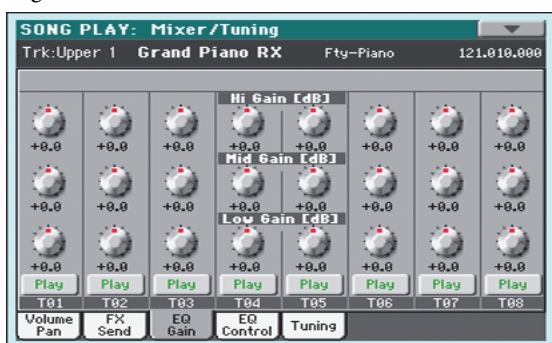 SONG PLAY: Mixer/Tuning
Trk:Upper 1 Grand Piano RX Fty-Piano 121.010.000
Hi Gain [dB]
+0.0 +0.0 +0.0 +0.0 +0.0 +0.0 +0.0 +0.0
Mid Gain [dB]
+0.0 +0.0 +0.0 +0.0 +0.0 +0.0 +0.0 +0.0
Low Gain [dB]
+0.0 +0.0 +0.0 +0.0 +0.0 +0.0 +0.0 +0.0
Play Play Play Play Play Play Play Play
T01 T02 T03 T04 T05 T06 T07 T08
Volume Pan FX Send EQ Gain EQ Control Tuning